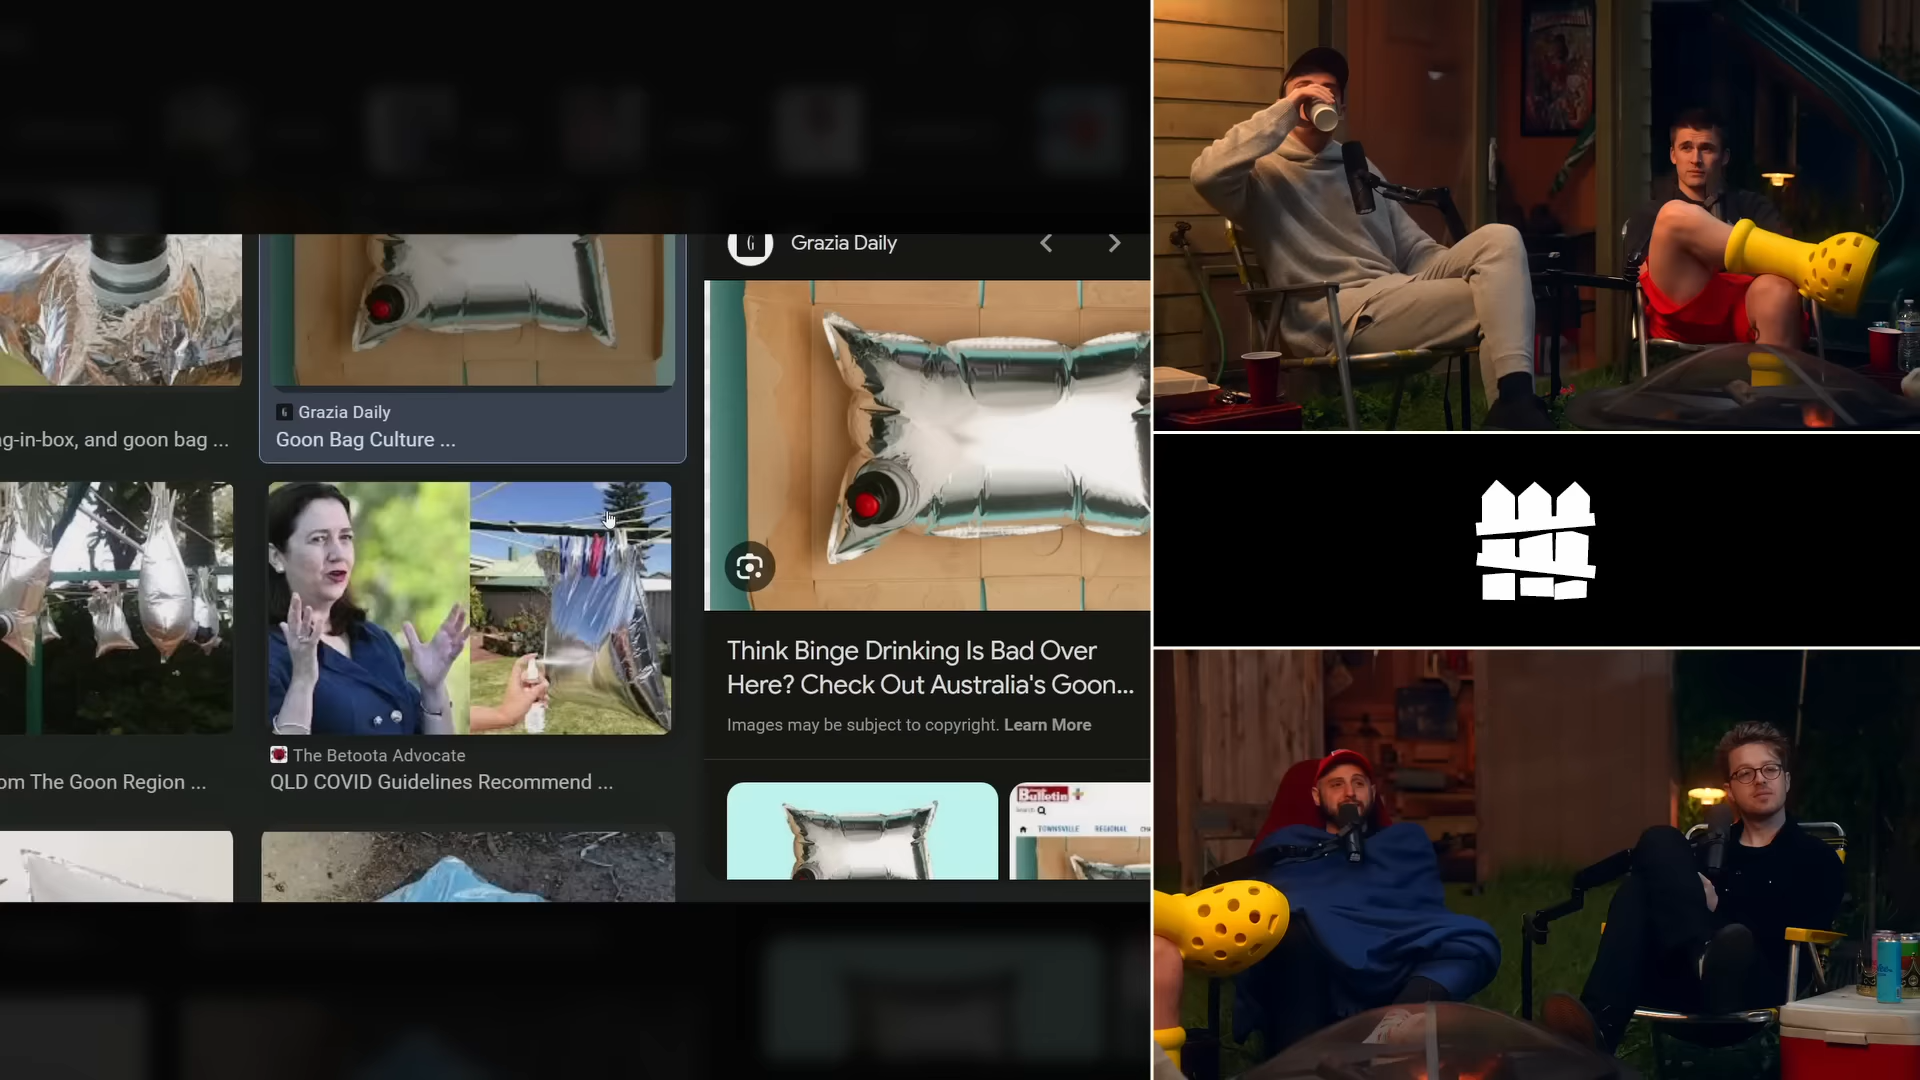 Grazia Daily
Grazia Daily
Goon Bag Culture ...
g-in-box, and goon bag ...
Think Binge Drinking Is Bad Over
Here? Check Out Australia's Goon...
Images may be subject to copyright. Learn More
The Betoota Advocate
QLD COVID Guidelines Recommend ...
om The Goon Region ...
Bulletin
TOWNSVILLE
REGIONAL